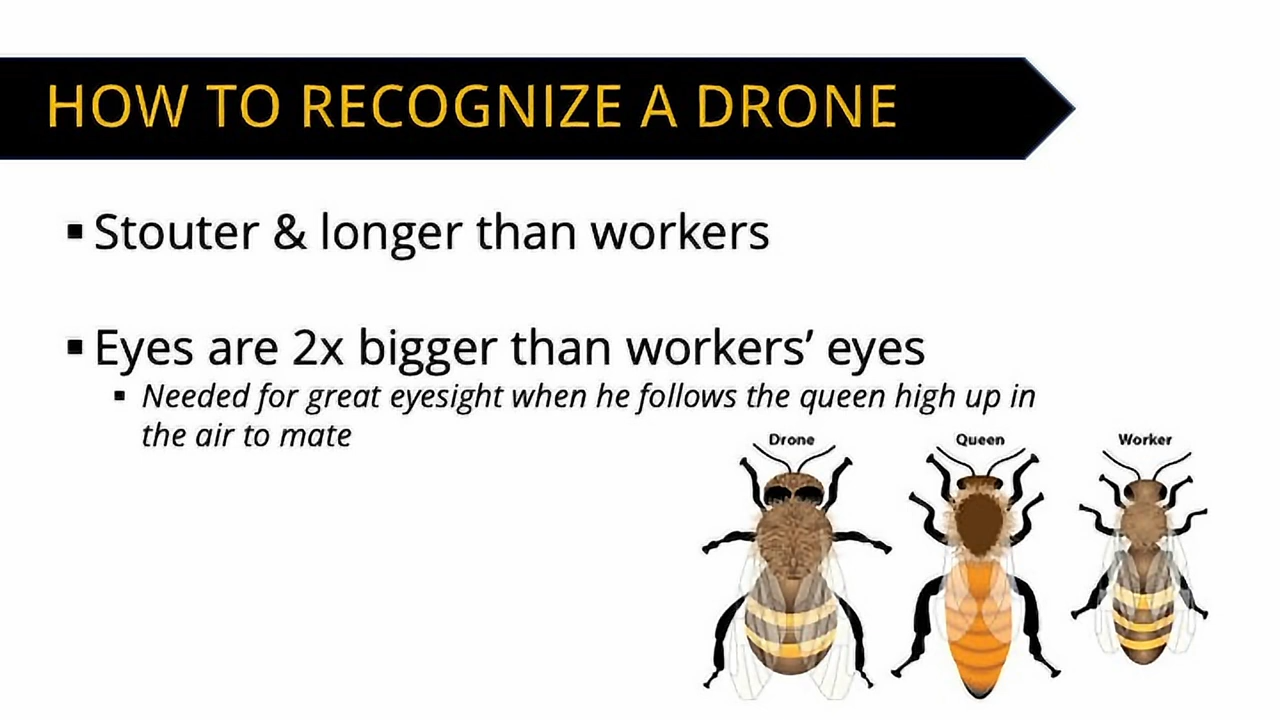 HOW TO RECOGNIZE A DRONE
▪ Stouter & longer than workers
▪ Eyes are 2x bigger than workers’ eyes
▪ Needed for great eyesight when he follows the queen high up in
the air to mate
Drone Queen Worker